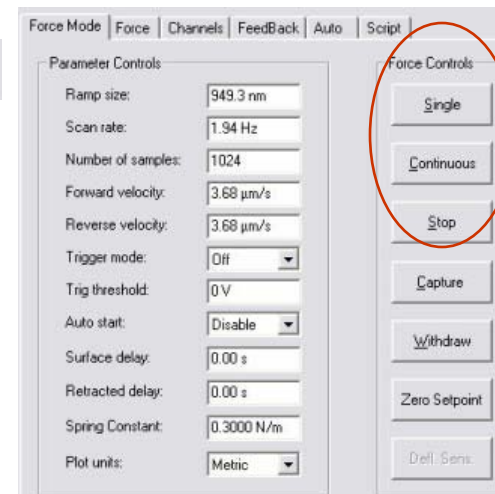 Force Mode Force Channels FeedBack Auto Script
Parameter Controls
Ramp size: 949.3 nm
Scan rate: 1.94 Hz
Number of samples: 1024
Forward velocity: 3.68 µm/s
Reverse velocity: 3.68 µm/s
Trigger mode: Off
Trig threshold: 0 V
Auto start: Disable
Surface delay: 0.00 s
Retracted delay: 0.00 s
Spring Constant: 0.3000 N/m
Plot units: Metric
Force Controls
Single
Continuous
Stop
Capture
Withdraw
Zero Setpoint
Defl. Sens.